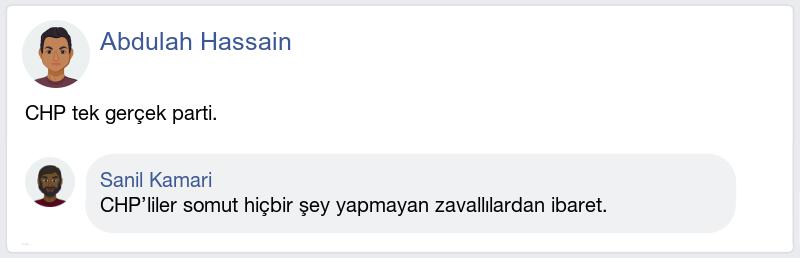 Abdulah Hassain
CHP tek gerçek parti.
Sanil Kamari
CHP’liler somut hiçbir şey yapmayan zavallılardan ibaret.